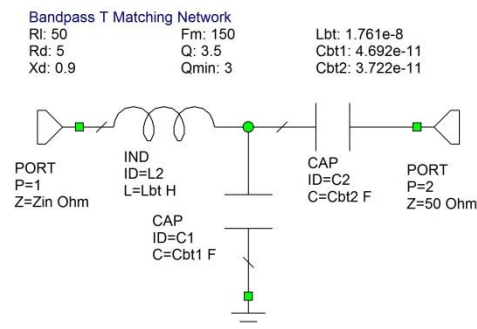 Bandpass T Matching Network
Rl: 50 Fm: 150 Lbt: 1.761e-8
Rd: 5 Q: 3.5 Cbt1: 4.692e-11
Xd: 0.9 Qmin: 3 Cbt2: 3.722e-11
PORT
P=1
Z=Zin Ohm
IND
ID=L2
L=Lbt H
CAP
ID=C1
C=Cbt1 F
CAP
ID=C2
C=Cbt2 F
PORT
P=2
Z=50 Ohm